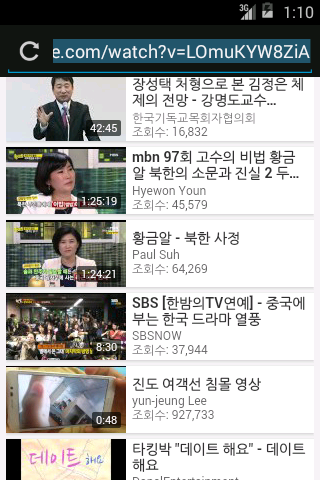 3G 1:10
e.com/watch?v=LOmuKYW8ZiA
장성택 처형으로 본 김정은 체
제의 전망 - 강명도교수...
한국기독교목회자협의회
조회수: 16,832
42:45
mbn 97회 고수의 비법 황금
알 북한의 소문과 진실 2 두...
Hyewon Youn
조회수: 45,579
1:25:19
황금알 - 북한 사정
Paul Suh
조회수: 64,269
1:24:21
SBS [한밤의TV연예] - 중국에
부는 한국 드라마 열풍
SBSNOW
조회수: 37,944
8:30
진도 여객선 침몰 영상
yun-jeung Lee
조회수: 927,733
0:48
타킹박 "데이트 해요" - 데이트
해요
데이트 해요